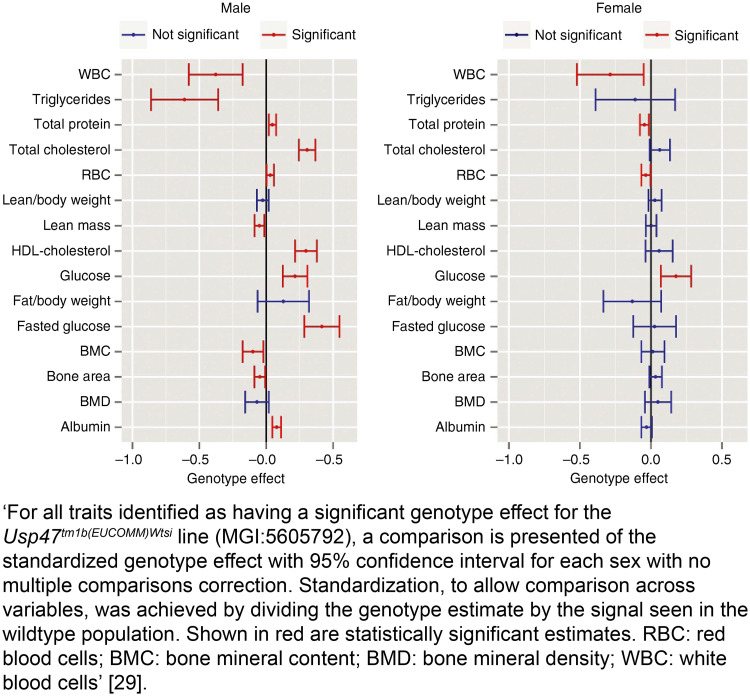 Male
Female
Not significant
Significant
Not significant
Significant
WBC
Triglycerides
Total protein
Total cholesterol
RBC
Lean/body weight
Lean mass
HDL-cholesterol
Glucose
Fat/body weight
Fasted glucose
BMC
Bone area
BMD
Albumin
−1.0
−0.5
−0.0
−0.5
Genotype effect
WBC
Triglycerides
Total protein
Total cholesterol
RBC
Lean/body weight
Lean mass
HDL-cholesterol
Glucose
Fat/body weight
Fasted glucose
BMC
Bone area
BMD
Albumin
−1.0
−0.5
0.0
0.5
Genotype effect
‘For all traits identified as having a significant genotype effect for the
Usp47tm1b(EUCOMM)Wtsi line (MGI:5605792), a comparison is presented of the
standardized genotype effect with 95% confidence interval for each sex with no
multiple comparisons correction. Standardization, to allow comparison across
variables, was achieved by dividing the genotype estimate by the signal seen in the
wildtype population. Shown in red are statistically significant estimates. RBC: red
blood cells; BMC: bone mineral content; BMD: bone mineral density; WBC: white
blood cells’ [29].